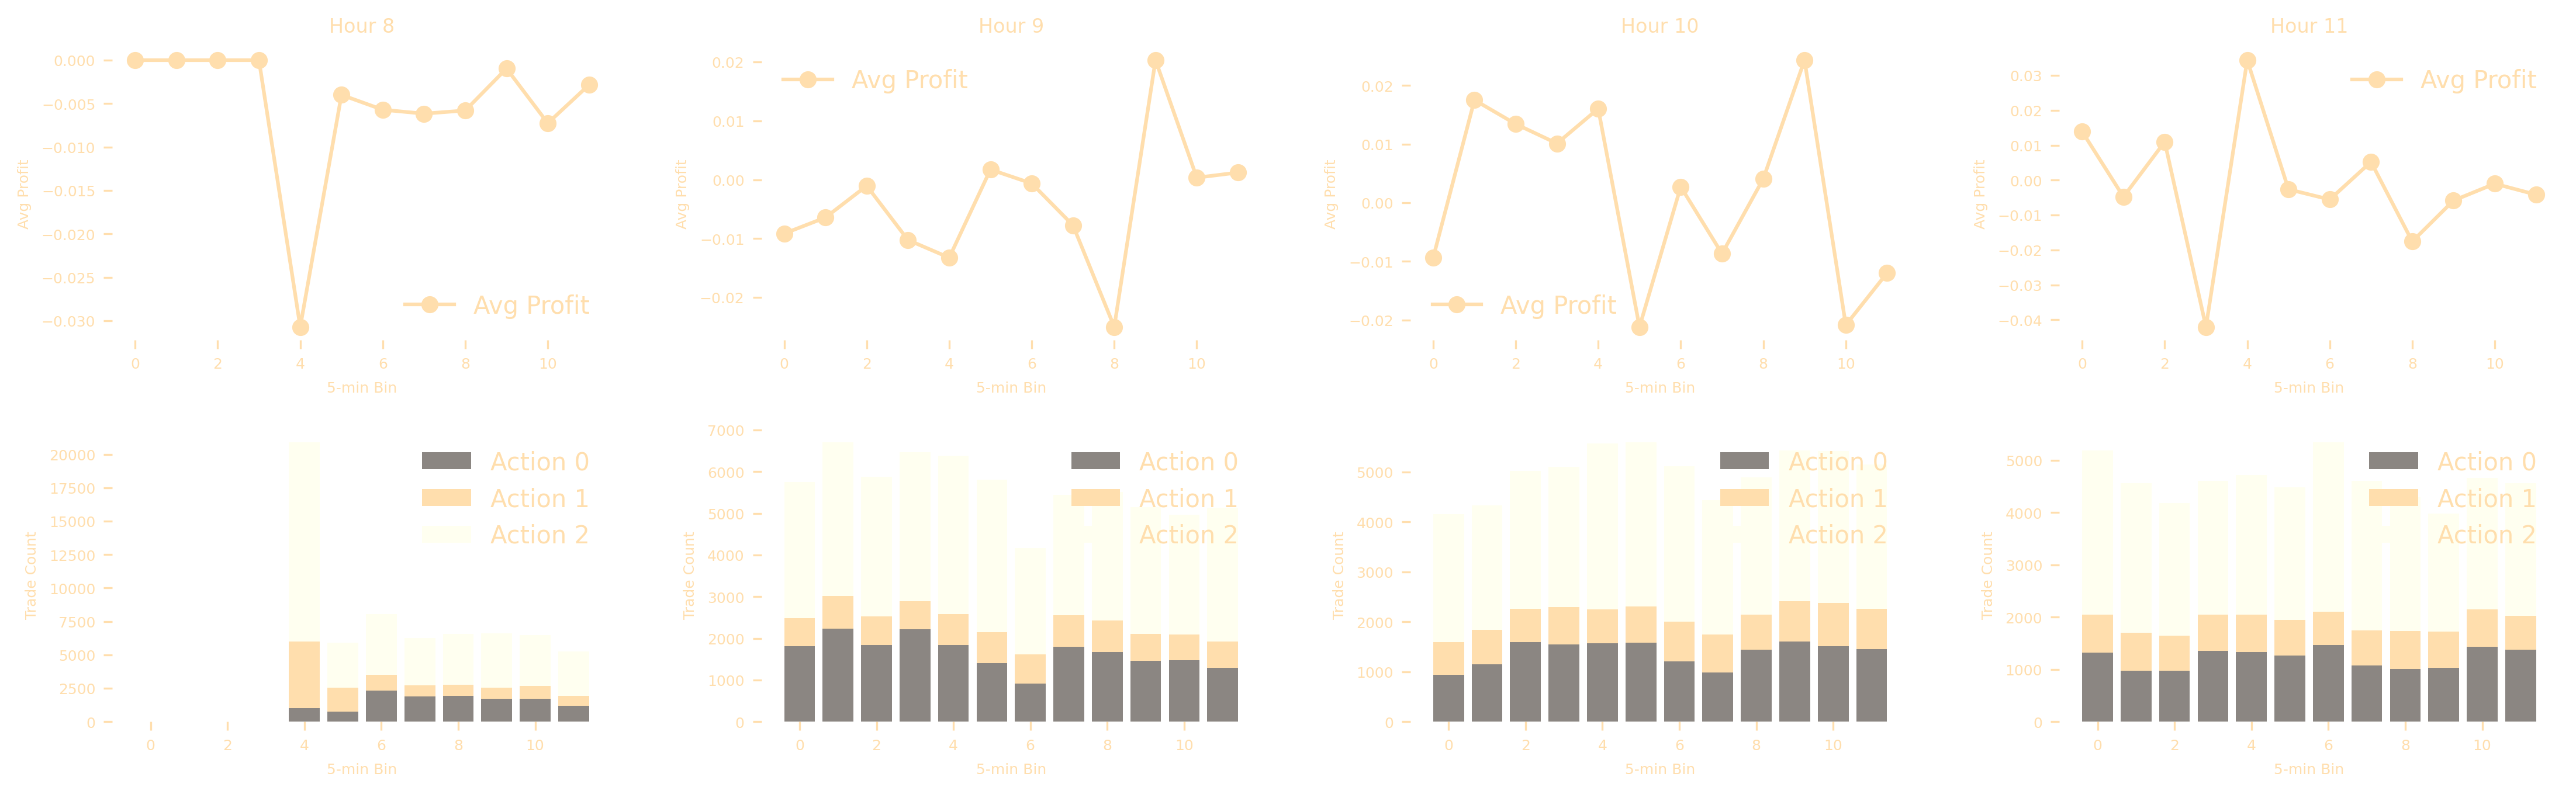 Hour 8
Hour 9
Hour 10
Hour 11
0.000
−0.005
−0.010
−0.015
−0.020
−0.025
−0.030
Avg Profit
Avg Profit
0 2 4 6 8 10
5-min Bin
0.02
0.01
0.00
−0.01
−0.02
Avg Profit
Avg Profit
0 2 4 6 8 10
5-min Bin
0.02
0.01
0.00
−0.01
−0.02
Avg Profit
Avg Profit
0 2 4 6 8 10
5-min Bin
0.03
0.02
0.01
0.00
−0.01
−0.02
−0.03
−0.04
Avg Profit
Avg Profit
0 2 4 6 8 10
5-min Bin
20000
17500
15000
12500
10000
7500
5000
2500
0
Trade Count
Action 0
Action 1
Action 2
0 2 4 6 8 10
5-min Bin
7000
6000
5000
4000
3000
2000
1000
0
Trade Count
Action 0
Action 1
Action 2
0 2 4 6 8 10
5-min Bin
5000
4000
3000
2000
1000
0
Trade Count
Action 0
Action 1
Action 2
0 2 4 6 8 10
5-min Bin
5000
4000
3000
2000
1000
0
Trade Count
Action 0
Action 1
Action 2
0 2 4 6 8 10
5-min Bin